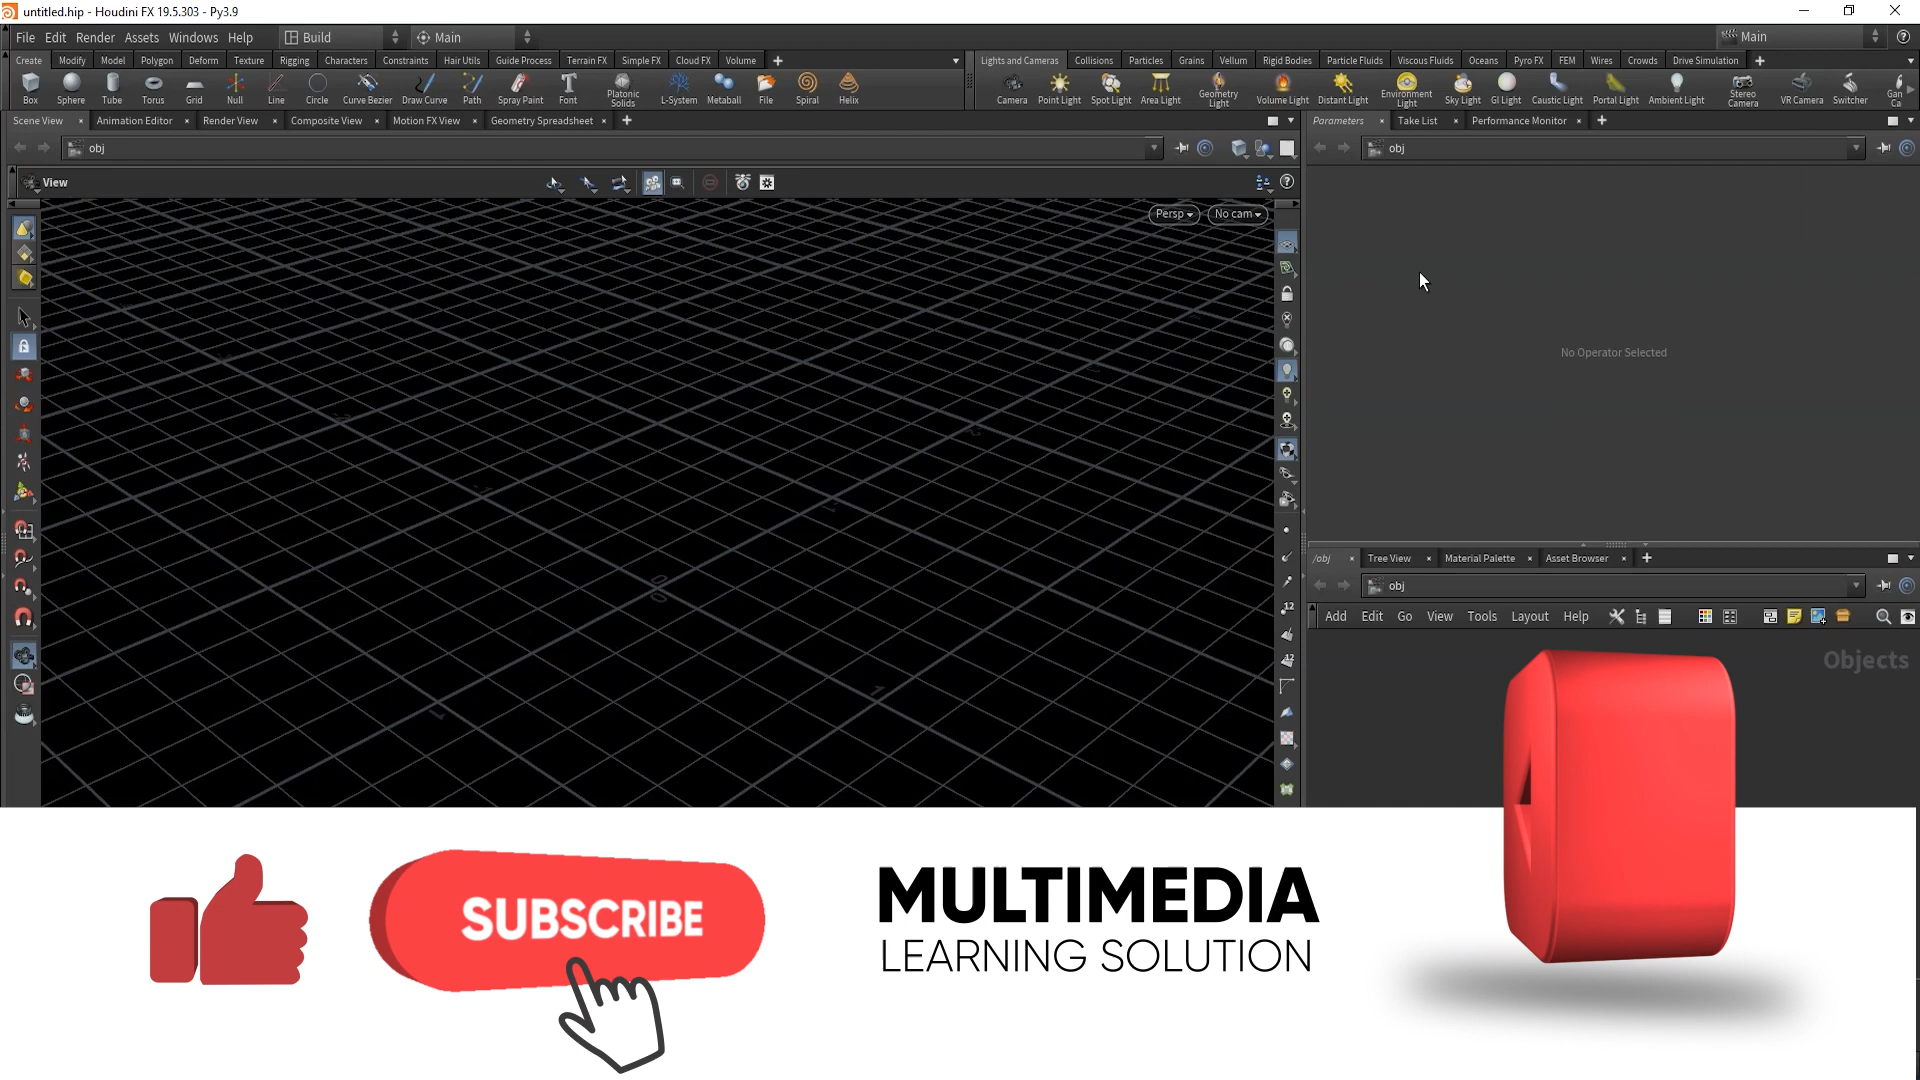 untitled.hip - Houdini FX 19.5.303 - Py3.9
File Edit Render Assets Windows Help Build Main Main
Create Modify Model Polygon Deform Texture Rigging Characters Constraints Hair Utils Guide Process Terrain FX Simple FX Cloud FX Volume
Lights and Cameras Collisions Particles Grains Vellum Rigid Bodies Particle Fluids Viscous Fluids Oceans Pyro FX FEM Wires Crowds Drive Simulation
Box Sphere Tube Torus Grid Null Line Circle Curve Bezier Draw Curve Path Spray Paint Font Platonic Solids L-System Metaball File Spiral Helix
Camera Point Light Spot Light Area Light Geometry Light Volume Light Distant Light Environment Light Sky Light GI Light Caustic Light Portal Light Ambient Light Stereo Camera VR Camera Switcher Gan Ca
Scene View Animation Editor Render View Composite View Motion FX View Geometry Spreadsheet
Parameters Take List Performance Monitor
obj
obj
View
Persp No cam
No Operator Selected
/obj Tree View Material Palette Asset Browser
obj
Add Edit Go View Tools Layout Help
Objects
12
12
SUBSCRIBE
MULTIMEDIA
LEARNING SOLUTION